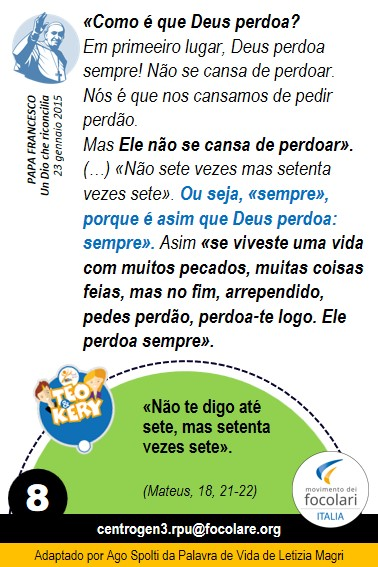 PAPA FRANCESCO
Un Dio che riconcilia
23 gennaio 2015
«Como é que Deus perdoa?
Em primeeiro lugar, Deus perdoa
sempre! Não se cansa de perdoar.
Nós é que nos cansamos de pedir
perdão.
Mas Ele não se cansa de perdoar».
(…) «Não sete vezes mas setenta
vezes sete». Ou seja, «sempre»,
porque é asim que Deus perdoa:
sempre». Asim «se viveste uma vida
com muitos pecados, muitas coisas
feias, mas no fim, arrependido,
pedes perdão, perdoa-te logo. Ele
perdoa sempre».
TEO
&
KERY
«Não te digo até
sete, mas setenta
vezes sete».
(Mateus, 18, 21-22)
movimento dei
focolari
ITALIA
8
centrogen3.rpu@focolare.org
Adaptado por Ago Spolti da Palavra de Vida de Letizia Magri